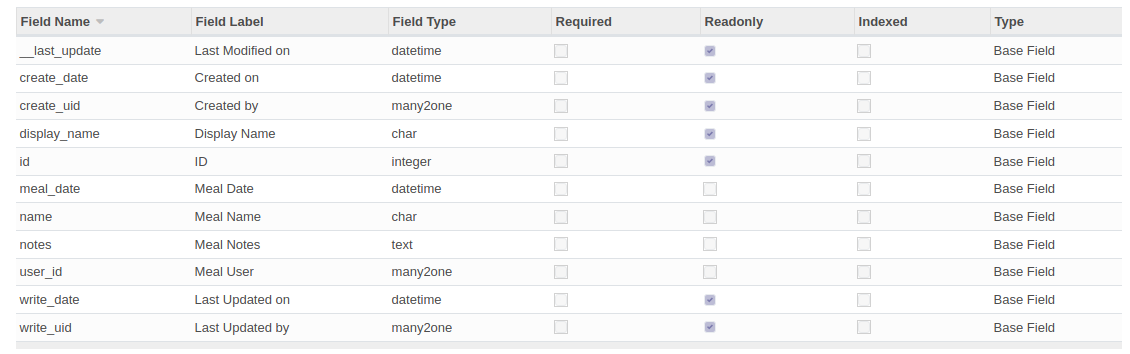 Field Name Field Label Field Type Required Readonly Indexed Type
__last_update Last Modified on datetime Base Field
create_date Created on datetime Base Field
create_uid Created by many2one Base Field
display_name Display Name char Base Field
id ID integer Base Field
meal_date Meal Date datetime Base Field
name Meal Name char Base Field
notes Meal Notes text Base Field
user_id Meal User many2one Base Field
write_date Last Updated on datetime Base Field
write_uid Last Updated by many2one Base Field